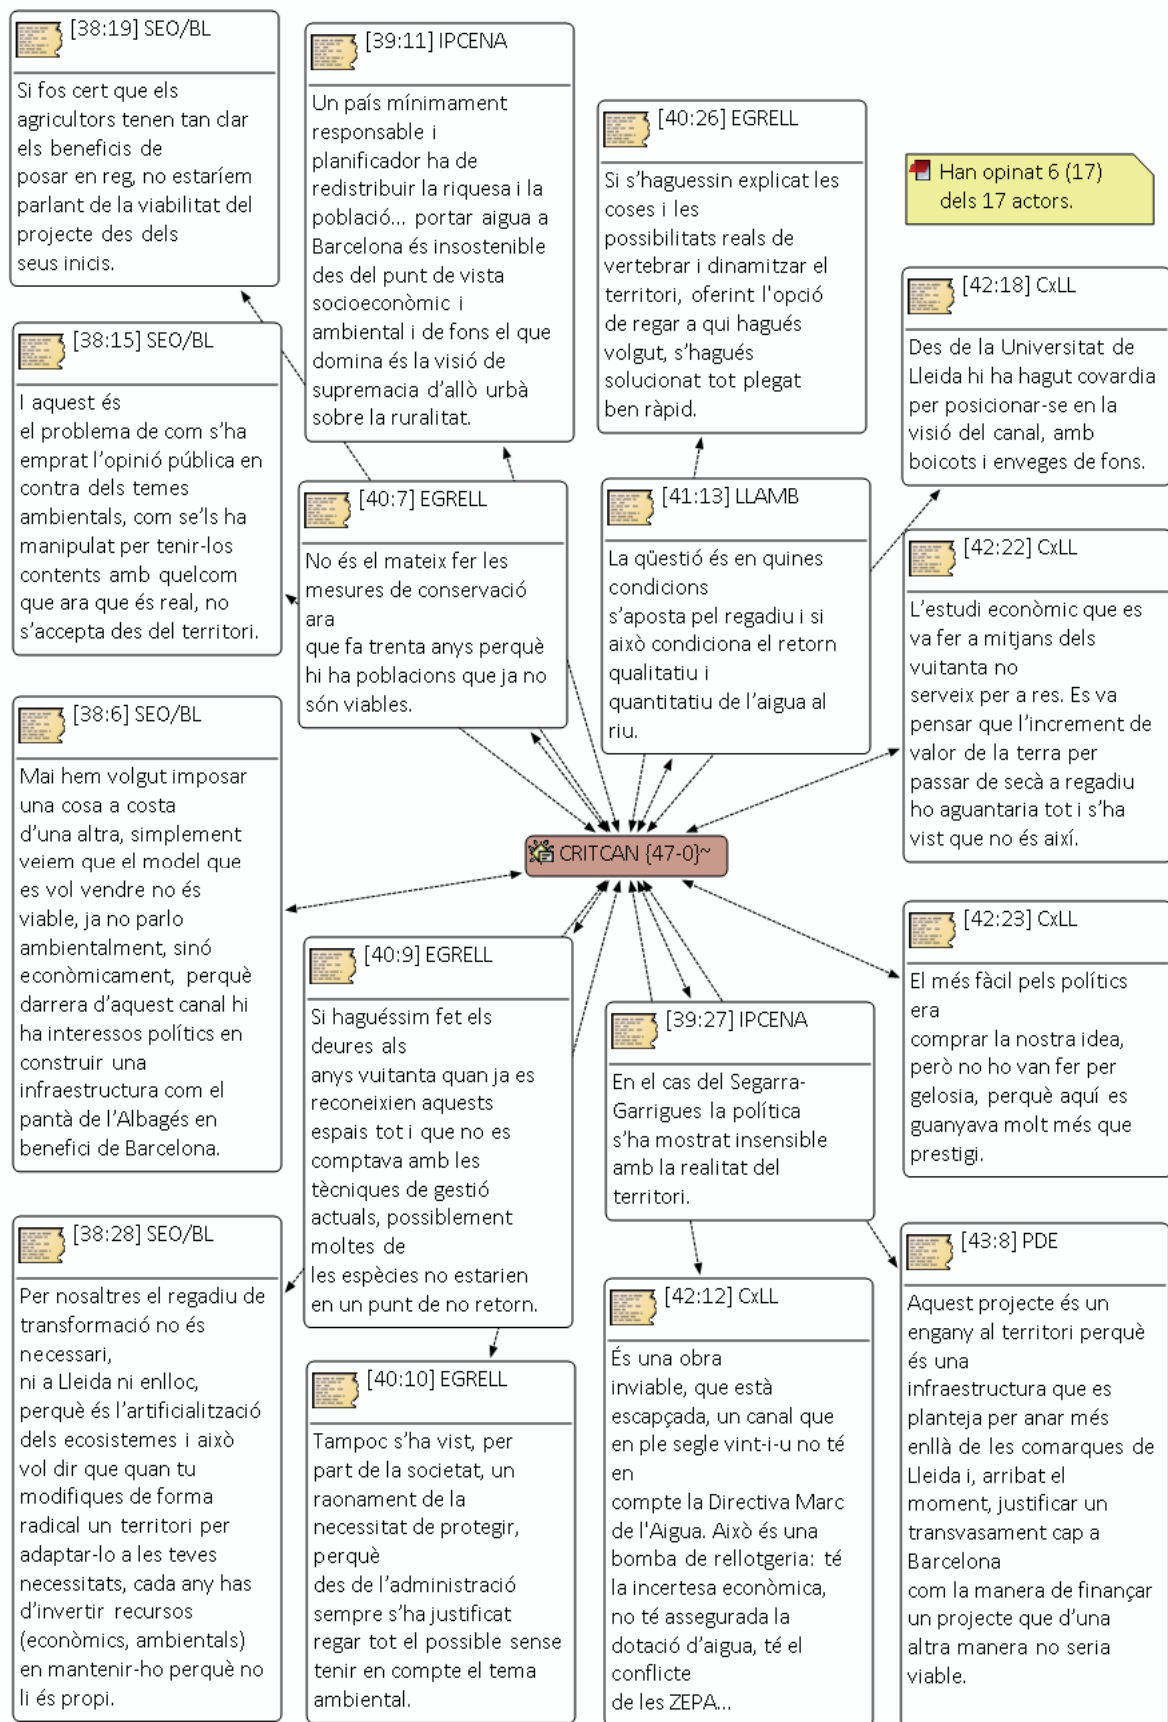 [38:19] SEO/BL
Si fos cert que els
agricultors tenen tan clar
els beneficis de
posar en reg, no estaríem
parlant de la viabilitat del
projecte des dels
seus inicis.
[39:11] IPCENA
Un país mínimament
responsable i
planificador ha de
redistribuir la riquesa i la
població... portar aigua a
Barcelona és insostenible
des del punt de vista
socioeconòmic i
ambiental i de fons el que
domina és la visió de
supremacia d'allò urbà
sobre la ruralitat.
[40:26] EGRELL
Si s'haguessin explicat les
coses i les
possibilitats reals de
vertebrar i dinamitzar el
territori, oferint l'opció
de regar a qui hagués
volgut, s'hagués
solucionat tot plegat
ben ràpid.
Han opinat 6 (17)
dels 17 actors.
[42:18] CxLL
Des de la Universitat de
Lleida hi ha hagut covardia
per posicionar-se en la
visió del canal, amb
boicots i enveges de fons.
[38:15] SEO/BL
I aquest és
el problema de com s'ha
emprat l'opinió pública en
contra dels temes
ambientals, com se'ls ha
manipulat per tenir-los
contents amb quelcom
que ara que és real, no
s'accepta des del territori.
[40:7] EGRELL
No és el mateix fer les
mesures de conservació
ara
que fa trenta anys perquè
hi ha poblacions que ja no
són viables.
[41:13] LLAMB
La qüestió és en quines
condicions
s'aposta pel regadiu i si
això condiciona el retorn
qualitatiu i
quantitatiu de l'aigua al
riu.
[42:22] CxLL
L'estudi econòmic que es
va fer a mitjans dels
vuitanta no
serveix per a res. Es va
pensar que l'increment de
valor de la terra per
passar de secà a regadiu
ho aguantaria tot i s'ha
vist que no és així.
[38:6] SEO/BL
Mai hem volgut imposar
una cosa a costa
d'una altra, simplement
veiem que el model que
es vol vendre no és
viable, ja no parlo
ambientalment, sinó
econòmicament, perquè
darrera d'aquest canal hi
ha interessos polítics en
construir una
infraestructura com el
pantà de l'Albagés en
benefici de Barcelona.
CRITCAN {47-0}~
[40:9] EGRELL
Si haguéssim fet els
deures als
anys vuitanta quan ja es
reconeixien aquests
espais tot i que no es
comptava amb les
tècniques de gestió
actuals, possiblement
moltes de
les espècies no estarien
en un punt de no retorn.
[39:27] IPCENA
En el cas del Segarra-
Garrigues la política
s'ha mostrat insensible
amb la realitat del
territori.
[42:23] CxLL
El més fàcil pels polítics
era
comprar la nostra idea,
però no ho van fer per
gelosia, perquè aquí es
guanyava molt més que
prestigi.
[38:28] SEO/BL
Per nosaltres el regadiu de
transformació no és
necessari,
ni a Lleida ni enlloc,
perquè és l'artificialització
dels ecosistemes i això
vol dir que quan tu
modifiques de forma
radical un territori per
adaptar-lo a les teves
necessitats, cada any has
d'invertir recursos
(econòmics, ambientals)
en mantenir-ho perquè no
li és propi.
[40:10] EGRELL
Tampoc s'ha vist, per
part de la societat, un
raonament de la
necessitat de protegir,
perquè
des de l'administració
sempre s'ha justificat
regar tot el possible sense
tenir en compte el tema
ambiental.
[42:12] CxLL
És una obra
inviable, que està
escapçada, un canal que
en ple segle vint-i-u no té
en
compte la Directiva Marc
de l'Aigua. Això és una
bomba de rellotgeria: té
la incertesa econòmica,
no té assegurada la
dotació d'aigua, té el
conflicte
de les ZEPA...
[43:8] PDE
Aquest projecte és un
engany al territori perquè
és una
infraestructura que es
planteja per anar més
enllà de les comarques de
Lleida i, arribat el
moment, justificar un
transvasament cap a
Barcelona
com la manera de finançar
un projecte que d'una
altra manera no seria
viable.